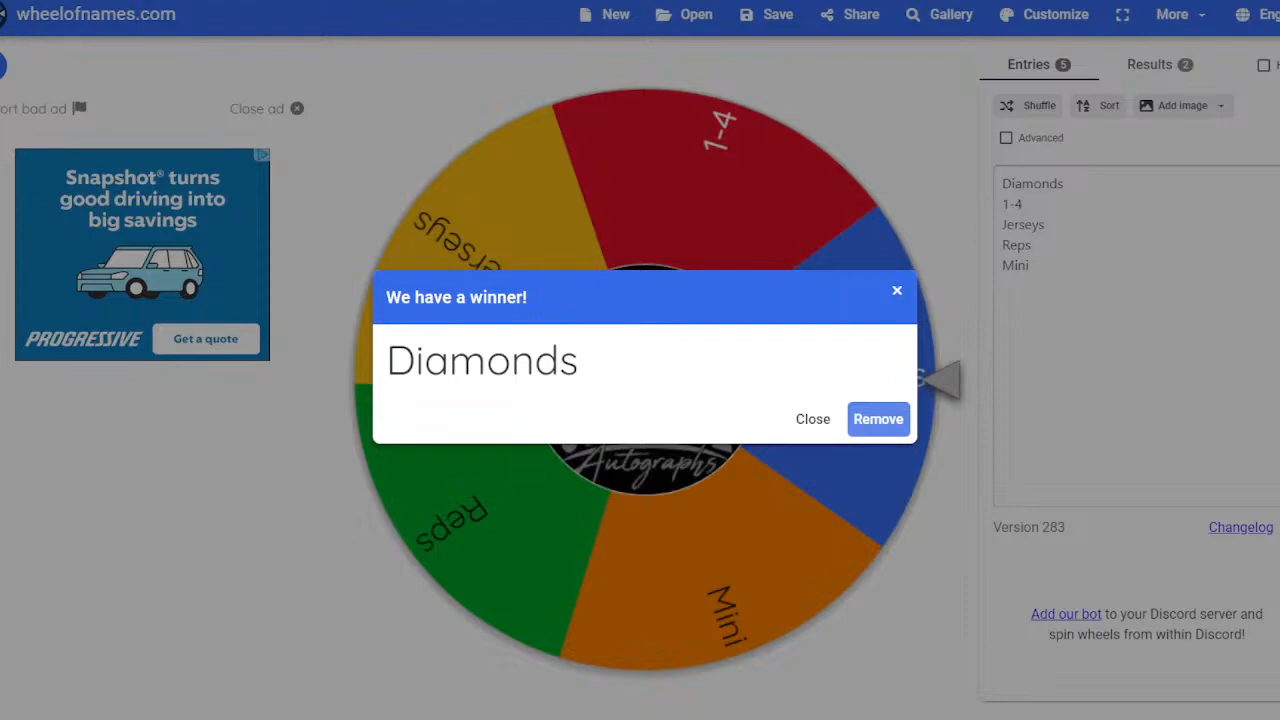 wheelofnames.com
New Open Save Share Gallery Customize More Eng
Entries 5 Results 2
ort bad ad Close ad
Shuffle Sort Add image
Advanced
Snapshot® turns
good driving into
big savings
PROGRESSIVE Get a quote
Diamonds
1-4
Jerseys
Reps
Mini
1-4
erseys
We have a winner!
Diamonds
s
Close Remove
Autographs
Reps
Mini
Version 283 Changelog
Add our bot to your Discord server and
spin wheels from within Discord!